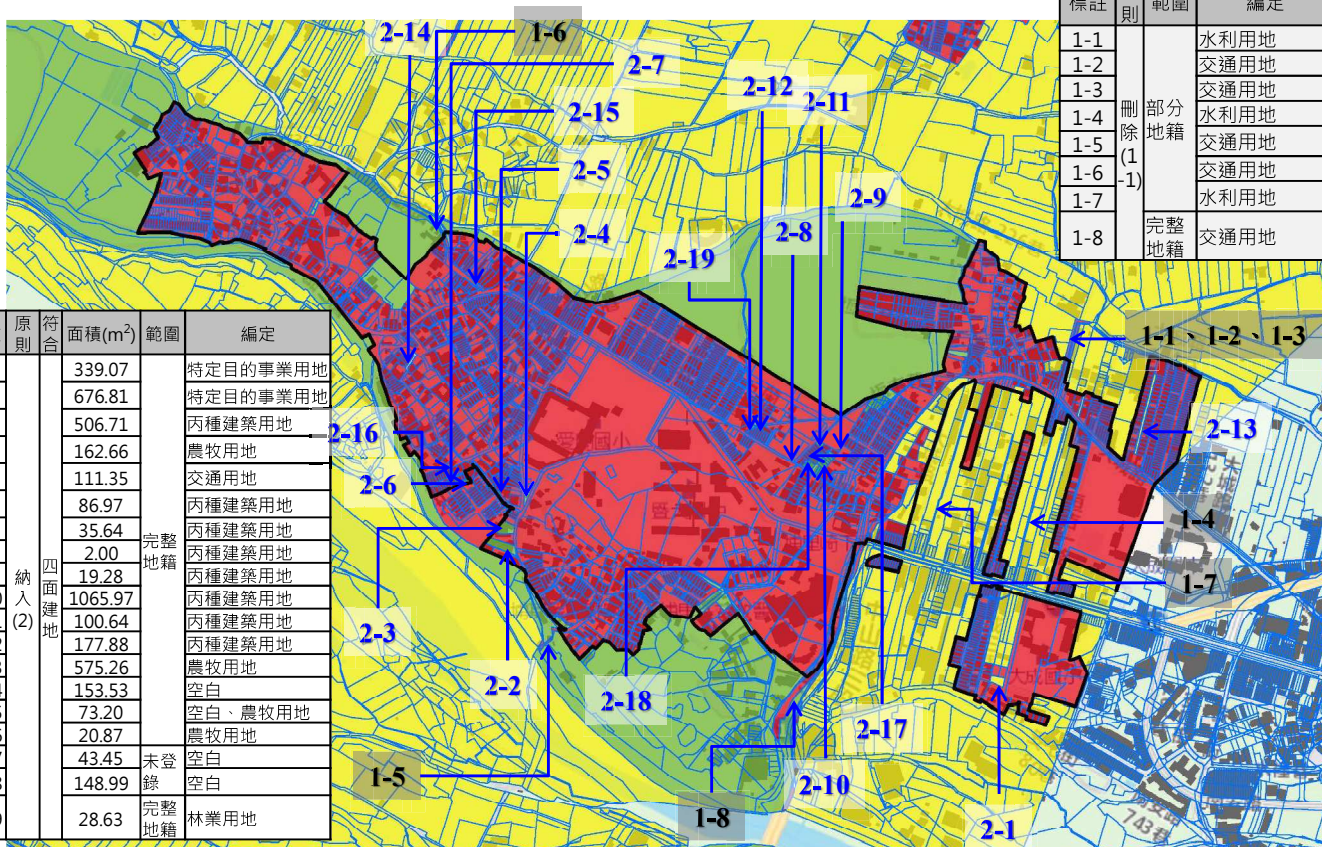 標註 則 範圍 編定
1-1 水利用地
1-2 交通用地
1-3 交通用地
1-4 水利用地
1-5 交通用地
1-6 交通用地
1-7 水利用地
1-8 交通用地
刪除(1-1)
部分地籍
完整地籍
2-14
1-6
2-7
2-15
2-12
2-11
2-5
2-4
2-9
2-8
2-19
1-1、1-2、1-3
2-13
2-16
2-6
1-4
1-7
2-3
2-2
2-18
2-17
1-5
2-10
1-8
2-1
大成國
743巷
原則 符合 面積(m²) 範圍 編定
339.07 特定目的事業用地
676.81 特定目的事業用地
506.71 丙種建築用地
162.66 農牧用地
111.35 交通用地
86.97 丙種建築用地
35.64 丙種建築用地
2.00 丙種建築用地
19.28 丙種建築用地
1065.97 丙種建築用地
100.64 丙種建築用地
177.88 丙種建築用地
575.26 農牧用地
153.53 空白
73.20 空白、農牧用地
20.87 農牧用地
43.45 空白
148.99 空白
28.63 林業用地
納入(2)
四面建地
完整地籍
未登錄
完整地籍